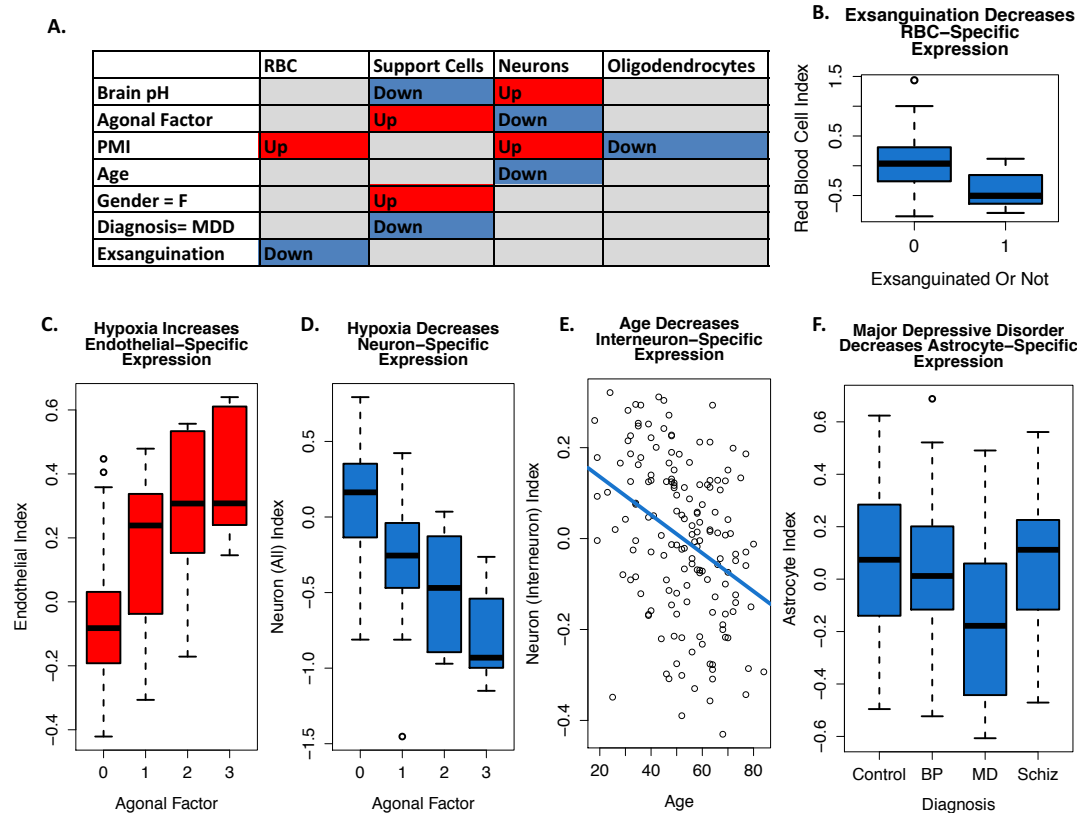 A.
RBC Support Cells Neurons Oligodendrocytes
Brain pH Down Up
Agonal Factor Up Down
PMI Up Up Down
Age Down
Gender = F Up
Diagnosis= MDD Down
Exsanguination Down
B. Exsanguination Decreases
RBC−Specific
Expression
Red Blood Cell Index
1.5
0.5
−0.5
0 1
Exsanguinated Or Not
C.
Hypoxia Increases
Endothelial−Specific
Expression
Endothelial Index
0.6
0.4
0.2
0.0
−0.2
−0.4
0 1 2 3
Agonal Factor
D.
Hypoxia Decreases
Neuron−Specific
Expression
Neuron (All) Index
0.5
0.0
−0.5
−1.0
−1.5
0 1 2 3
Agonal Factor
E.
Age Decreases
Interneuron−Specific
Expression
Neuron (Interneuron) Index
0.2
0.0
−0.2
−0.4
20 40 60 80
Age
F.
Major Depressive Disorder
Decreases Astrocyte−Specific
Expression
Astrocyte Index
0.6
0.4
0.2
0.0
−0.2
−0.4
−0.6
Control BP MD Schiz
Diagnosis